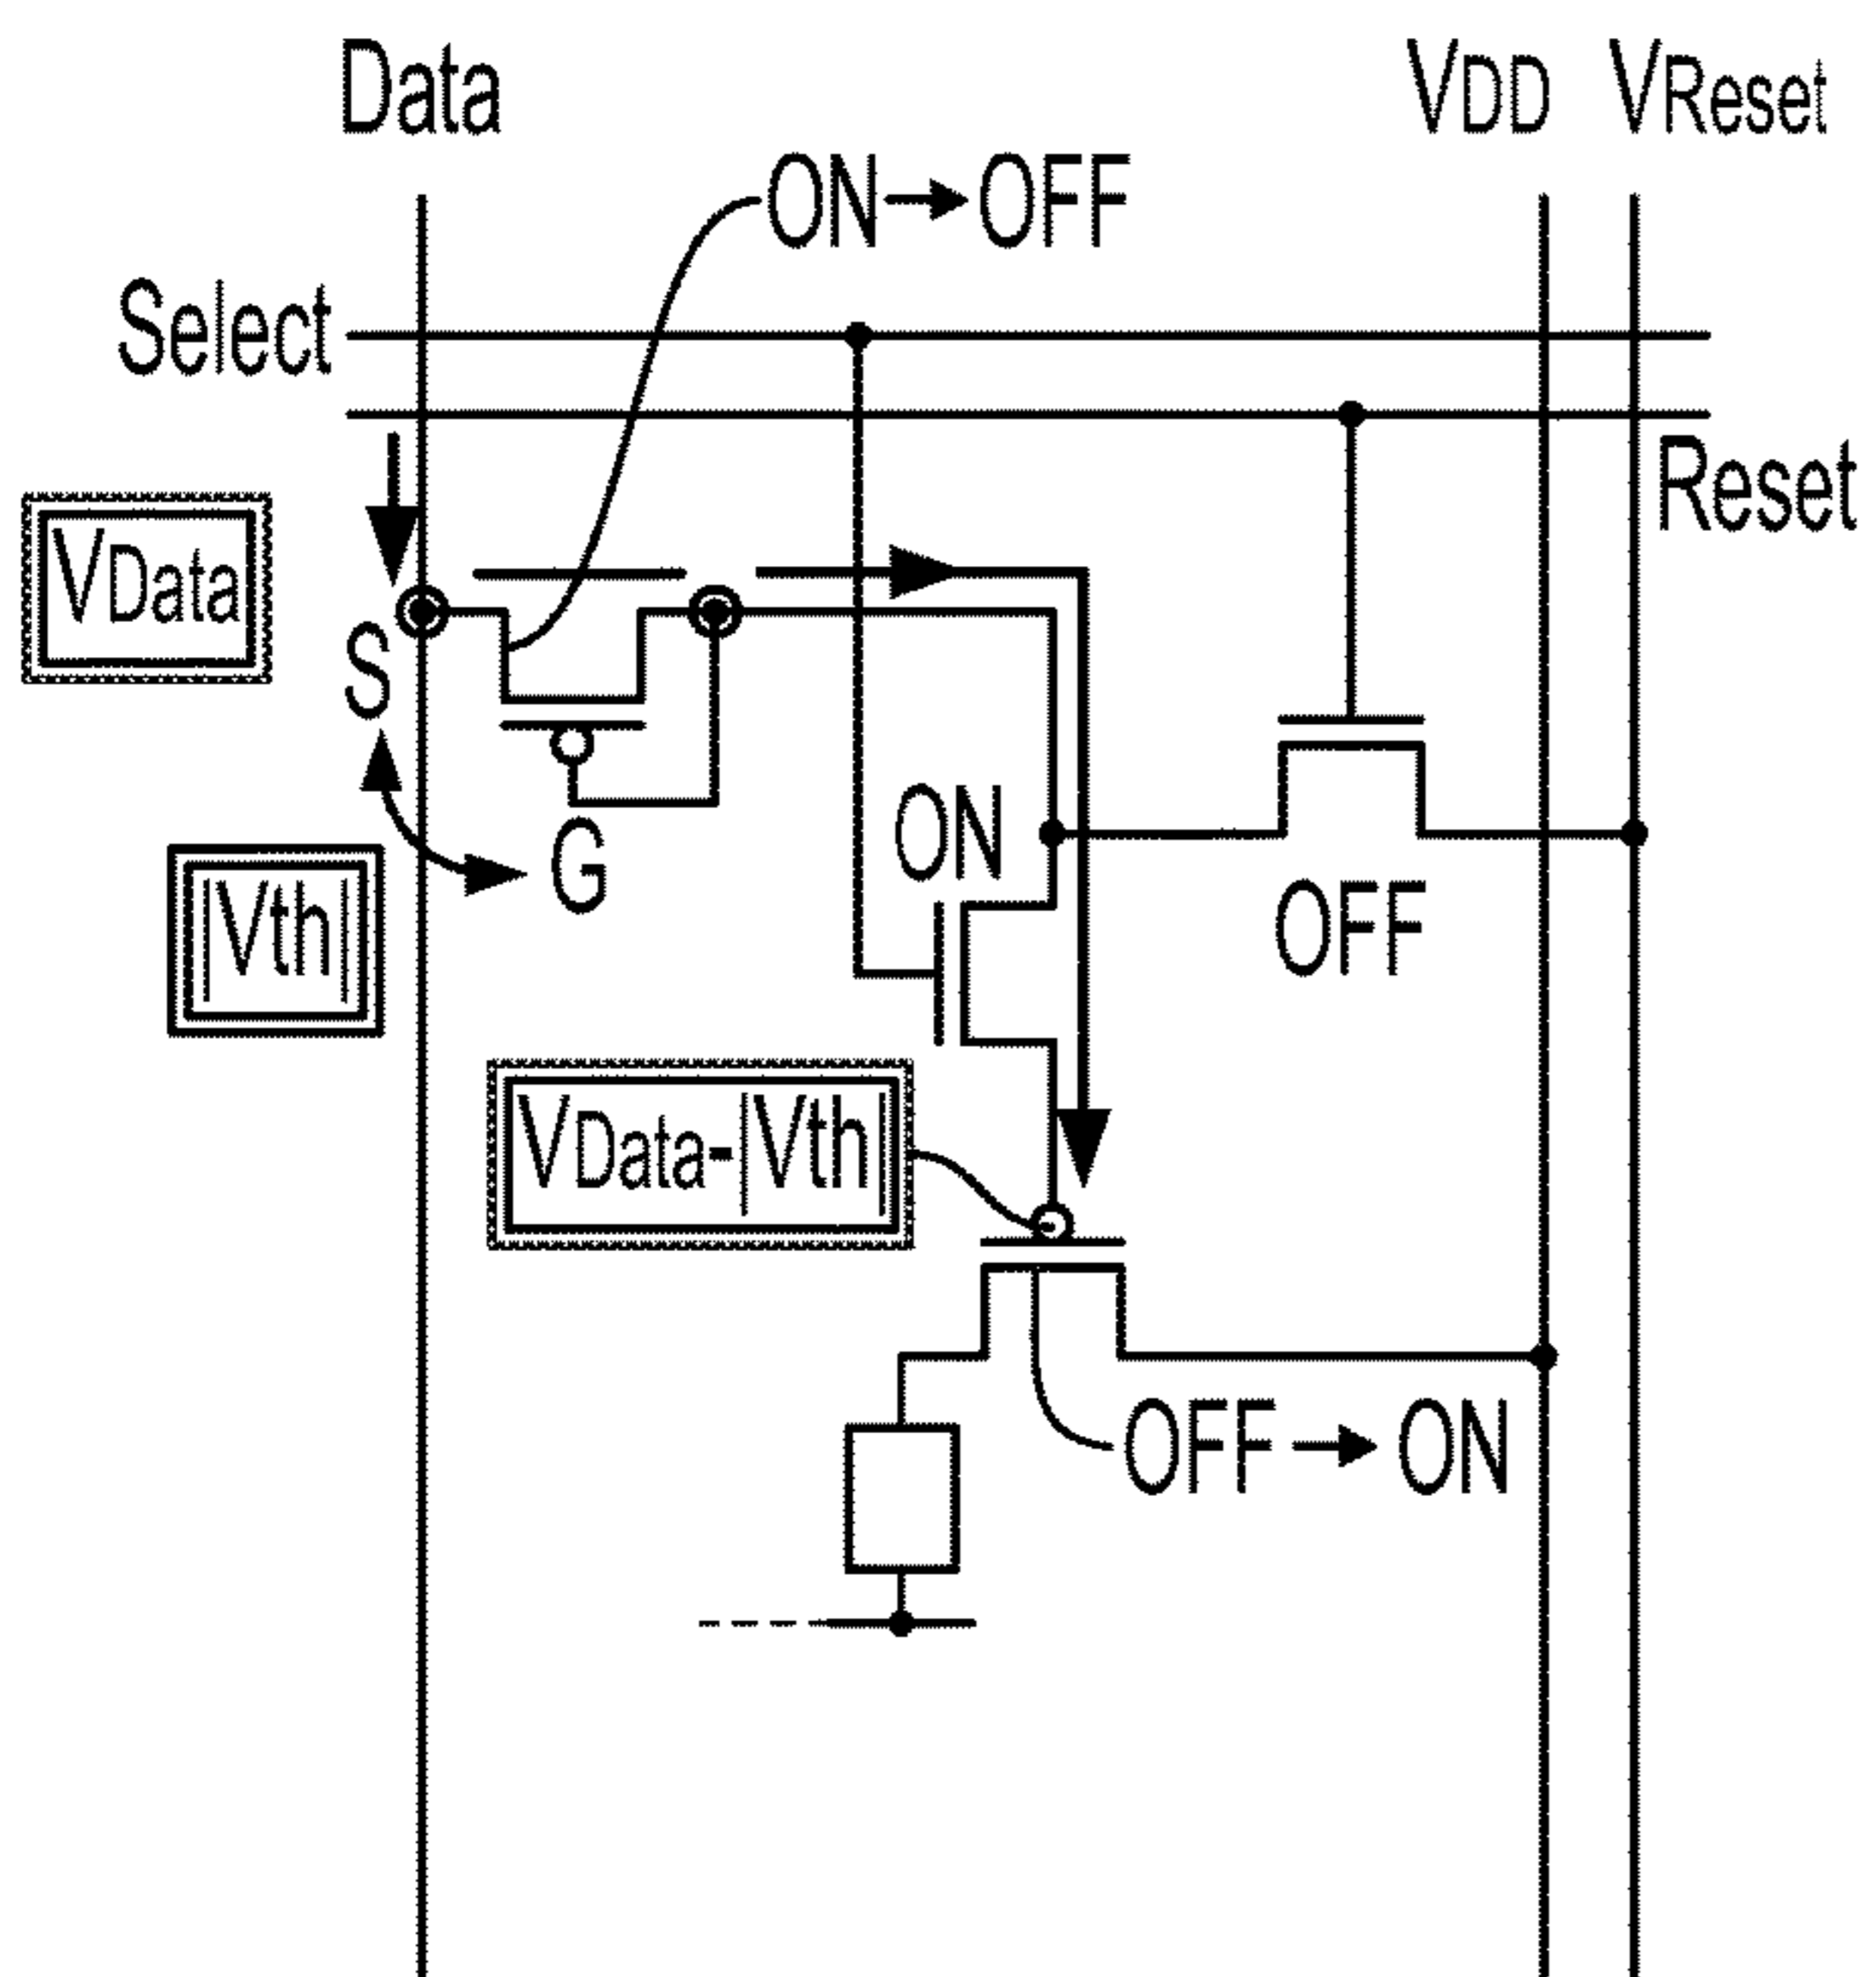 Data
VDD
VReset
ON→OFF
Select
Reset
VData
S
ON
G
OFF
|Vth|
VData-|Vth|
OFF→ON